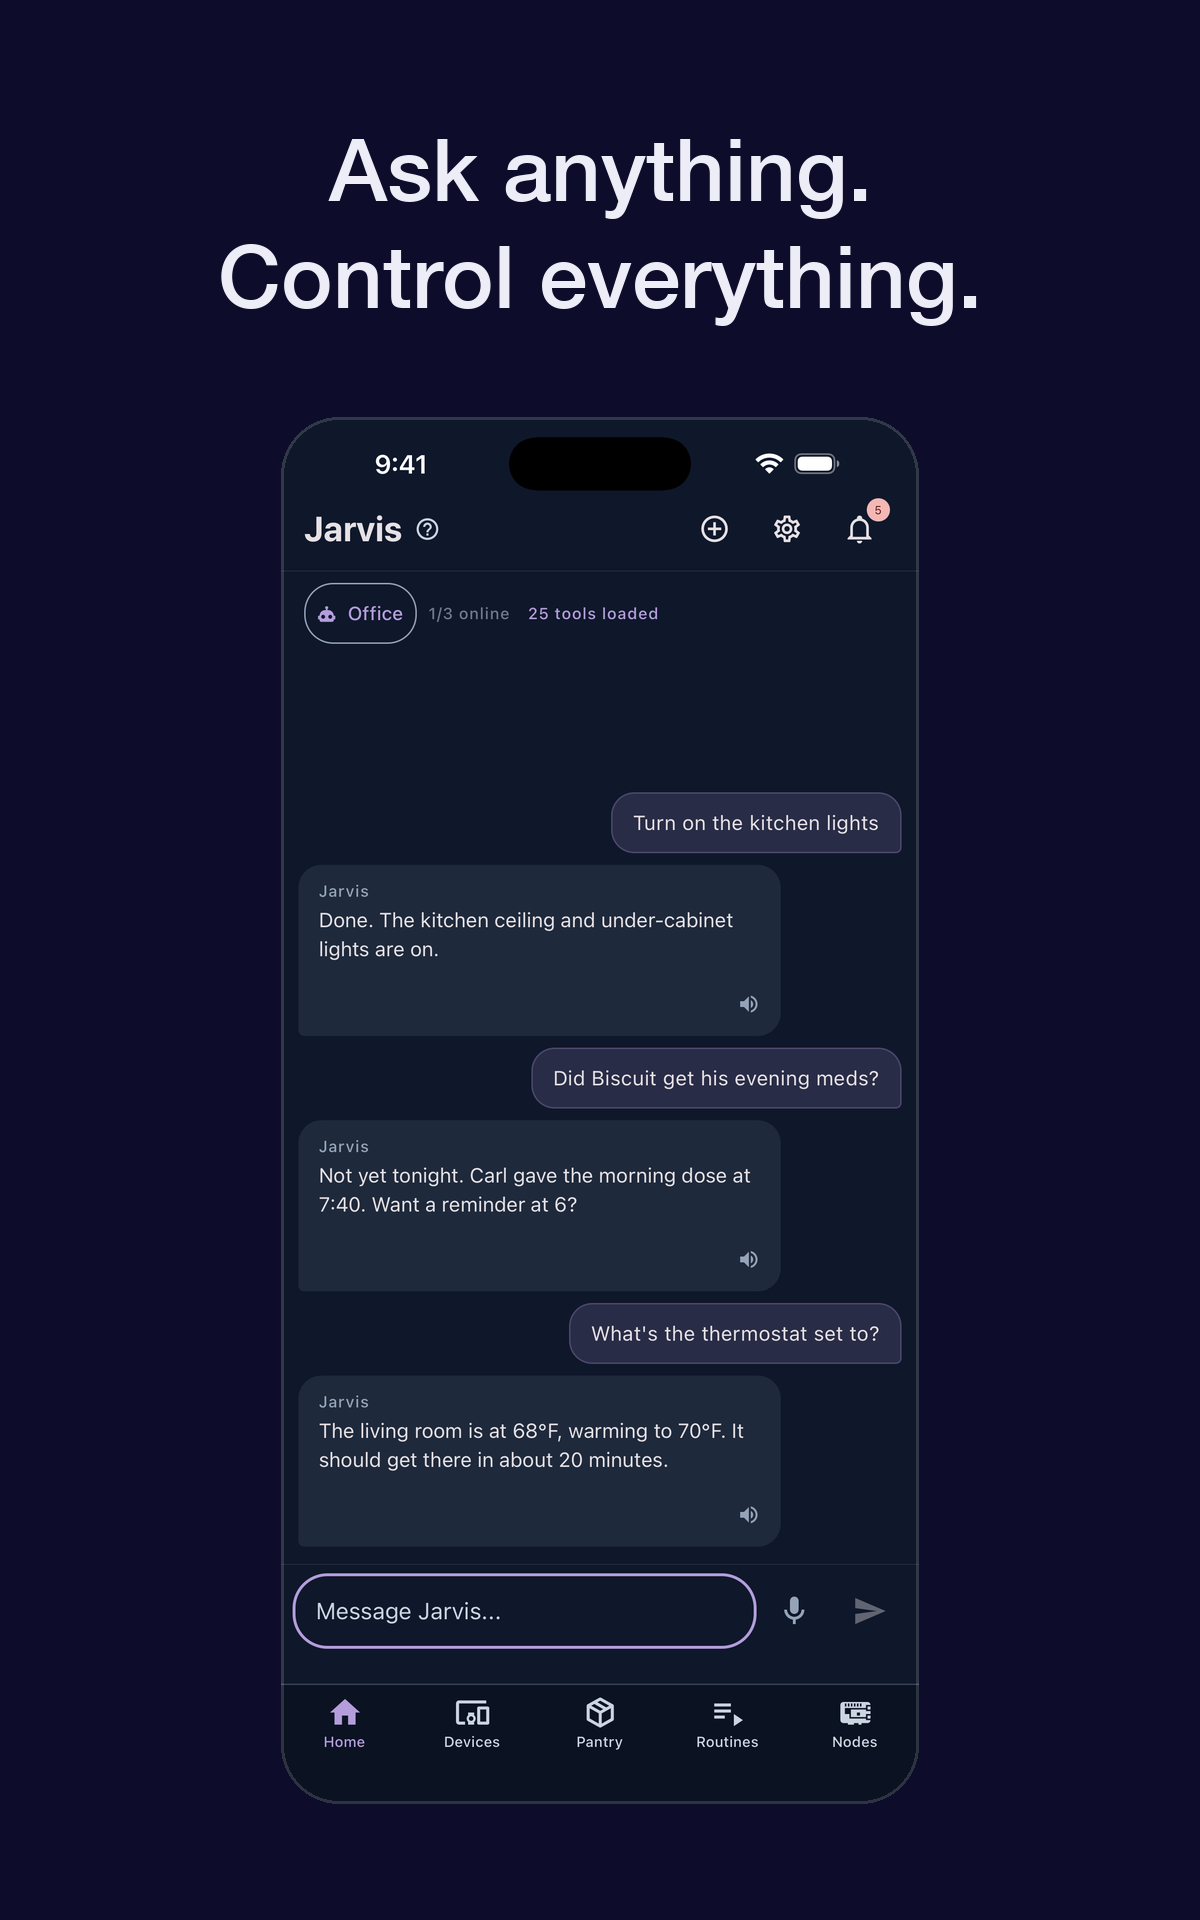 Ask anything.
Control everything.
9:41
Jarvis
5
Office 1/3 online 25 tools loaded
Turn on the kitchen lights
Jarvis
Done. The kitchen ceiling and under-cabinet
lights are on.
Did Biscuit get his evening meds?
Jarvis
Not yet tonight. Carl gave the morning dose at
7:40. Want a reminder at 6?
What's the thermostat set to?
Jarvis
The living room is at 68°F, warming to 70°F. It
should get there in about 20 minutes.
Message Jarvis...
Home Devices Pantry Routines Nodes